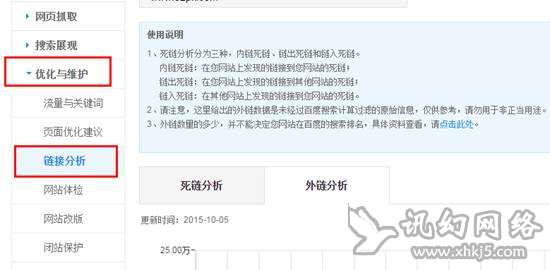 网页抓取
搜索展现
优化与维护
流量与关键词
页面优化建议
链接分析
网站体检
网站改版
闭站保护
使用说明
1、死链分析分为三种，内链死链、链出死链和链入死链。
内链死链：在您网站上发现的链接到您网站的死链；
链出死链：在您网站上发现的链接到其他网站的死链；
链入死链：在其他网站上发现的链接到您网站的死链。
2、请注意，这里给出的外链数据是未经过百度搜索计算过滤的原始信息，仅供参考，请勿用于非正当用途。
3、外链数量的多少，并不能决定您网站在百度的搜索排名，具体资料查看，请点击此处。
死链分析
外链分析
更新时间：2015-10-05
25.00万
讯幻网络
www.xhkj5.com